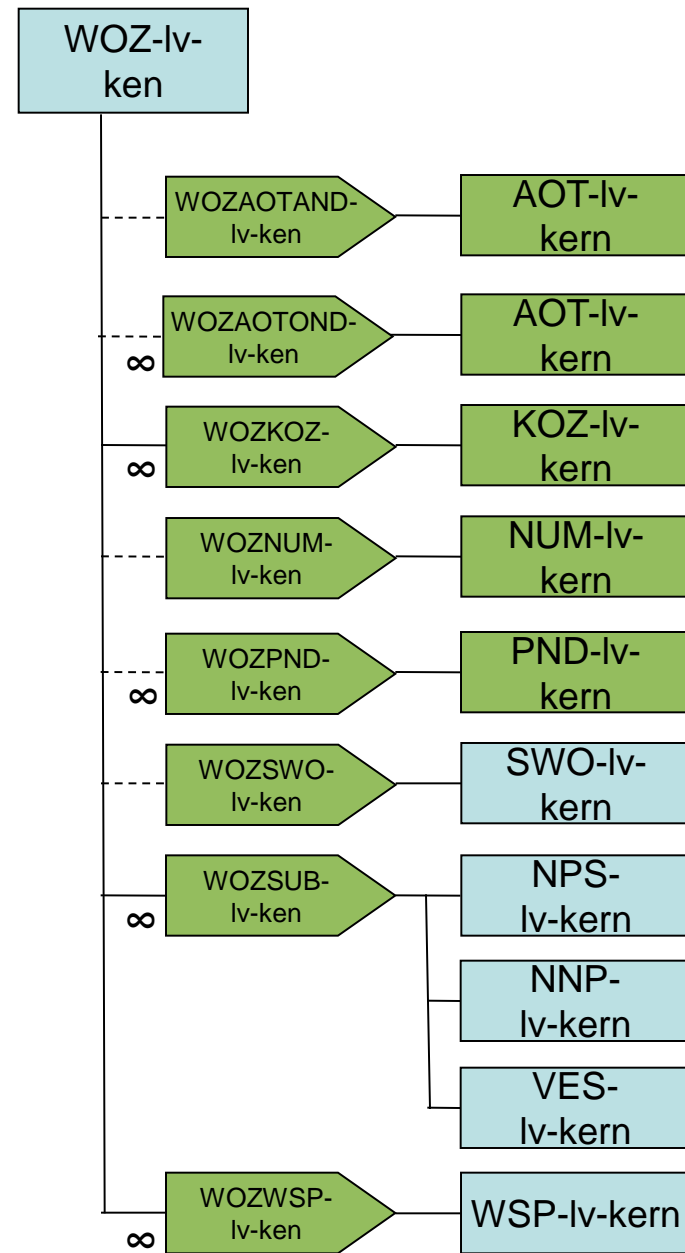 WOZ-lv-
ken
WOZAOTAND-
lv-ken
AOT-lv-
kern
WOZAOTOND-
lv-ken
AOT-lv-
kern
∞
WOZKOZ-
lv-ken
KOZ-lv-
kern
∞
WOZNUM-
lv-ken
NUM-lv-
kern
WOZPND-
lv-ken
PND-lv-
kern
∞
WOZSWO-
lv-ken
SWO-lv-
kern
WOZSUB-
lv-ken
NPS-
lv-kern
∞
NNP-
lv-kern
VES-
lv-kern
WOZWSP-
lv-ken
WSP-lv-kern
∞